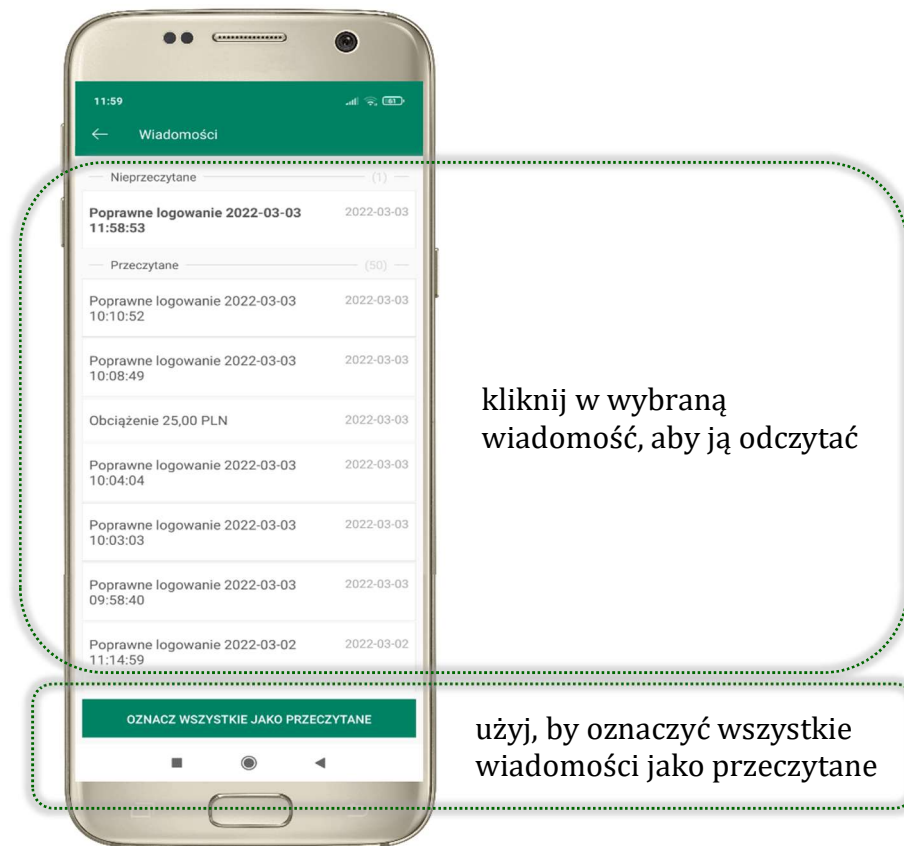 11:59
61
Wiadomości
Nieprzeczytane (1)
Poprawne logowanie 2022-03-03 2022-03-03
11:58:53
Przeczytane (50)
Poprawne logowanie 2022-03-03 2022-03-03
10:10:52
Poprawne logowanie 2022-03-03 2022-03-03
10:08:49
Obciążenie 25,00 PLN 2022-03-03
Poprawne logowanie 2022-03-03 2022-03-03
10:04:04
Poprawne logowanie 2022-03-03 2022-03-03
10:03:03
Poprawne logowanie 2022-03-03 2022-03-03
09:58:40
Poprawne logowanie 2022-03-02 2022-03-02
11:14:59
OZNACZ WSZYSTKIE JAKO PRZECZYTANE
kliknij w wybraną
wiadomość, aby ją odczytać
użyj, by oznaczyć wszystkie
wiadomości jako przeczytane